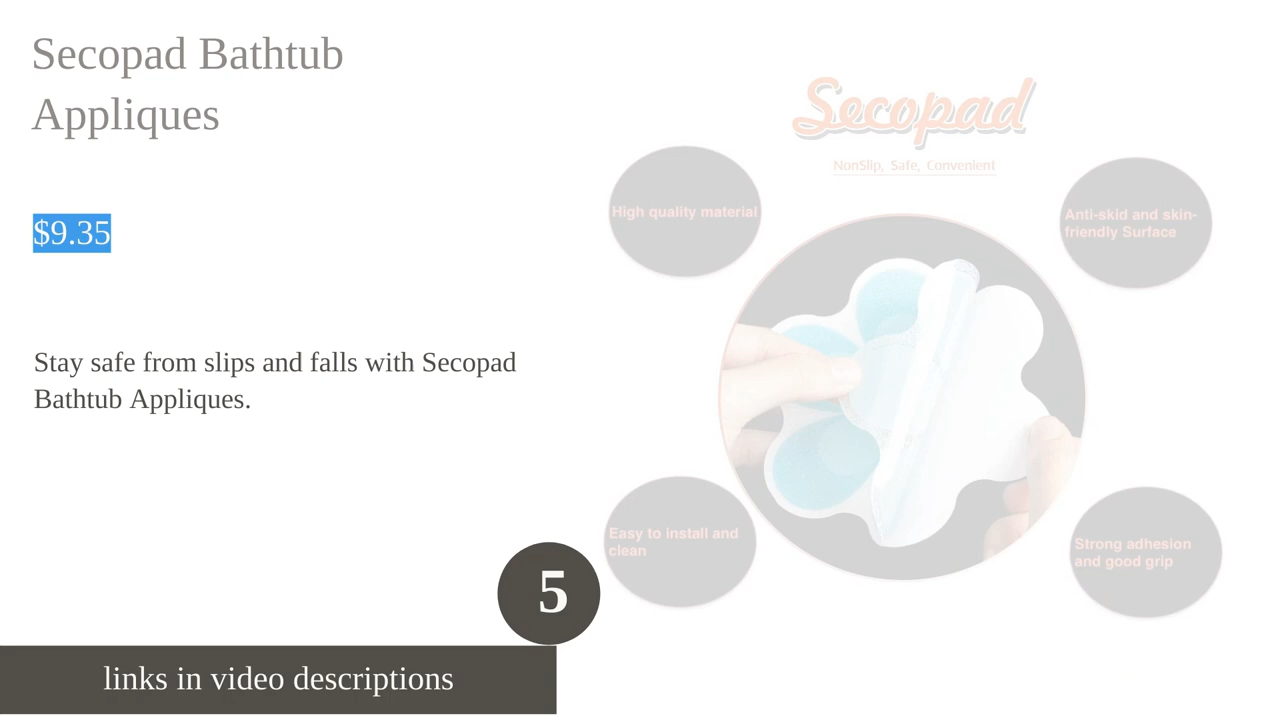 Secopad Bathtub
Appliques
$9.35
Stay safe from slips and falls with Secopad
Bathtub Appliques.
5
links in video descriptions
Secopad
NonSlip, Safe, Convenient
High quality material
Anti-skid and skin-
friendly Surface
Easy to install and
clean
Strong adhesion
and good grip